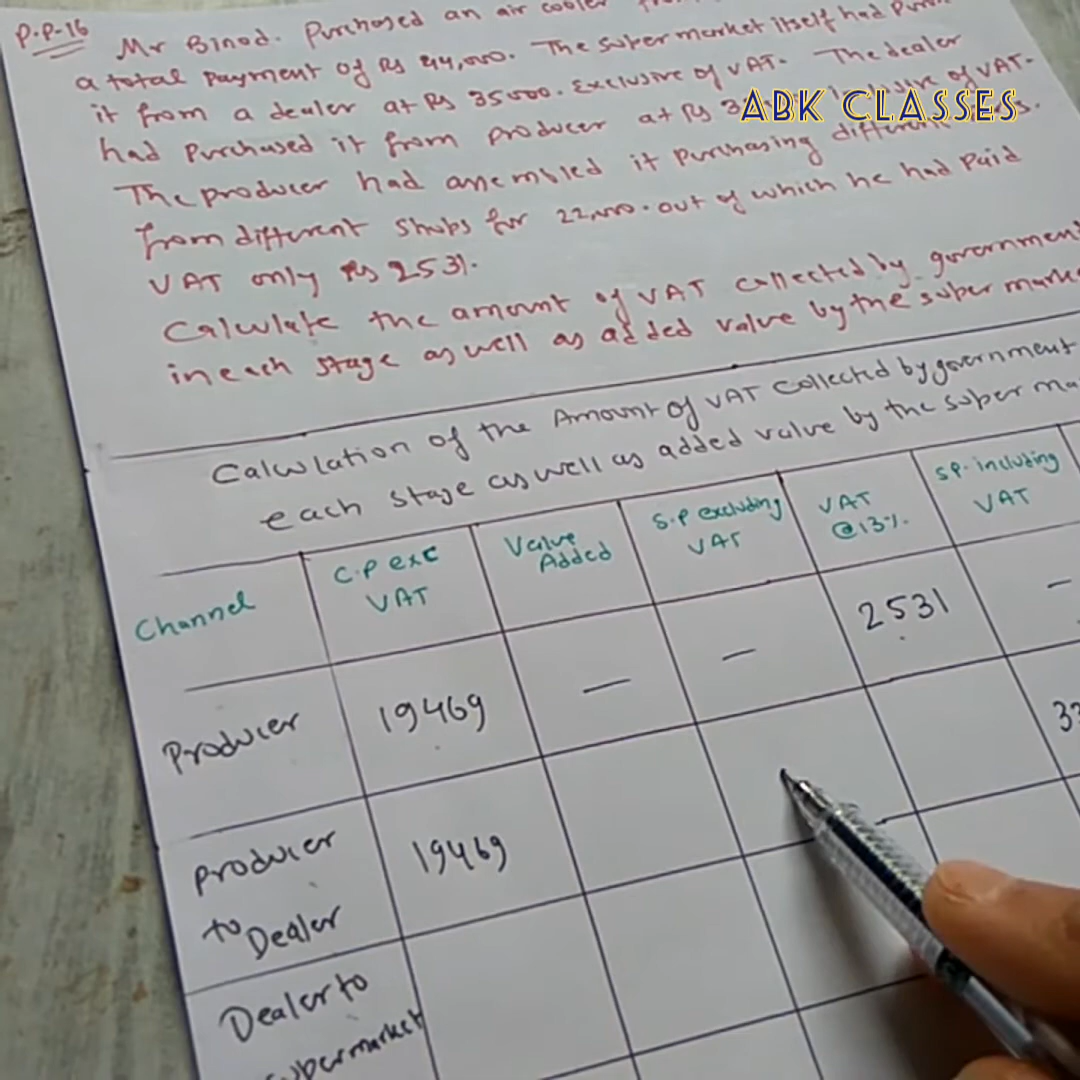 P.P-16
Mr Binod. Purchased an air cooler
a total payment of Rs 44,000. The super market itself had
it from a dealer at Rs 35000. Exclusive of VAT. The dealer
had purchased it from producer at Rs of VAT.
ABK CLASSES
The producer had assembled it purchasing different
from different shops for 22,000. out of which he had paid
VAT only Rs 2531.
Calculate the amount of VAT collected by government
in each stage as well as added value by the super
Calculation of the Amount of VAT collected by government
each stage as well as added value by the super
Channel
C.P exc VAT
Value Added
S.P excluding VAT
VAT @13%
SP. including VAT
Producer
19469
—
—
2531
—
Producer to Dealer
19469
Dealer to supermarket